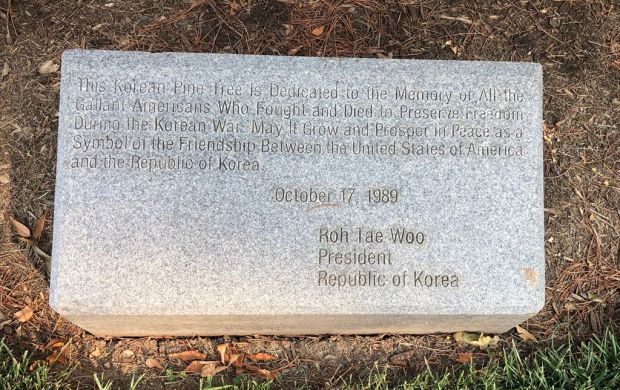 This Korean Pine Tree Is Dedicated to the Memory of All the
Gallant Americans Who Fought and Died to Preserve Freedom
During the Korean War. May It Grow and Prosper in Peace as a
Symbol of the Friendship Between the United States of America
and the Republic of Korea.
October 17, 1989
Roh Tae Woo
President
Republic of Korea